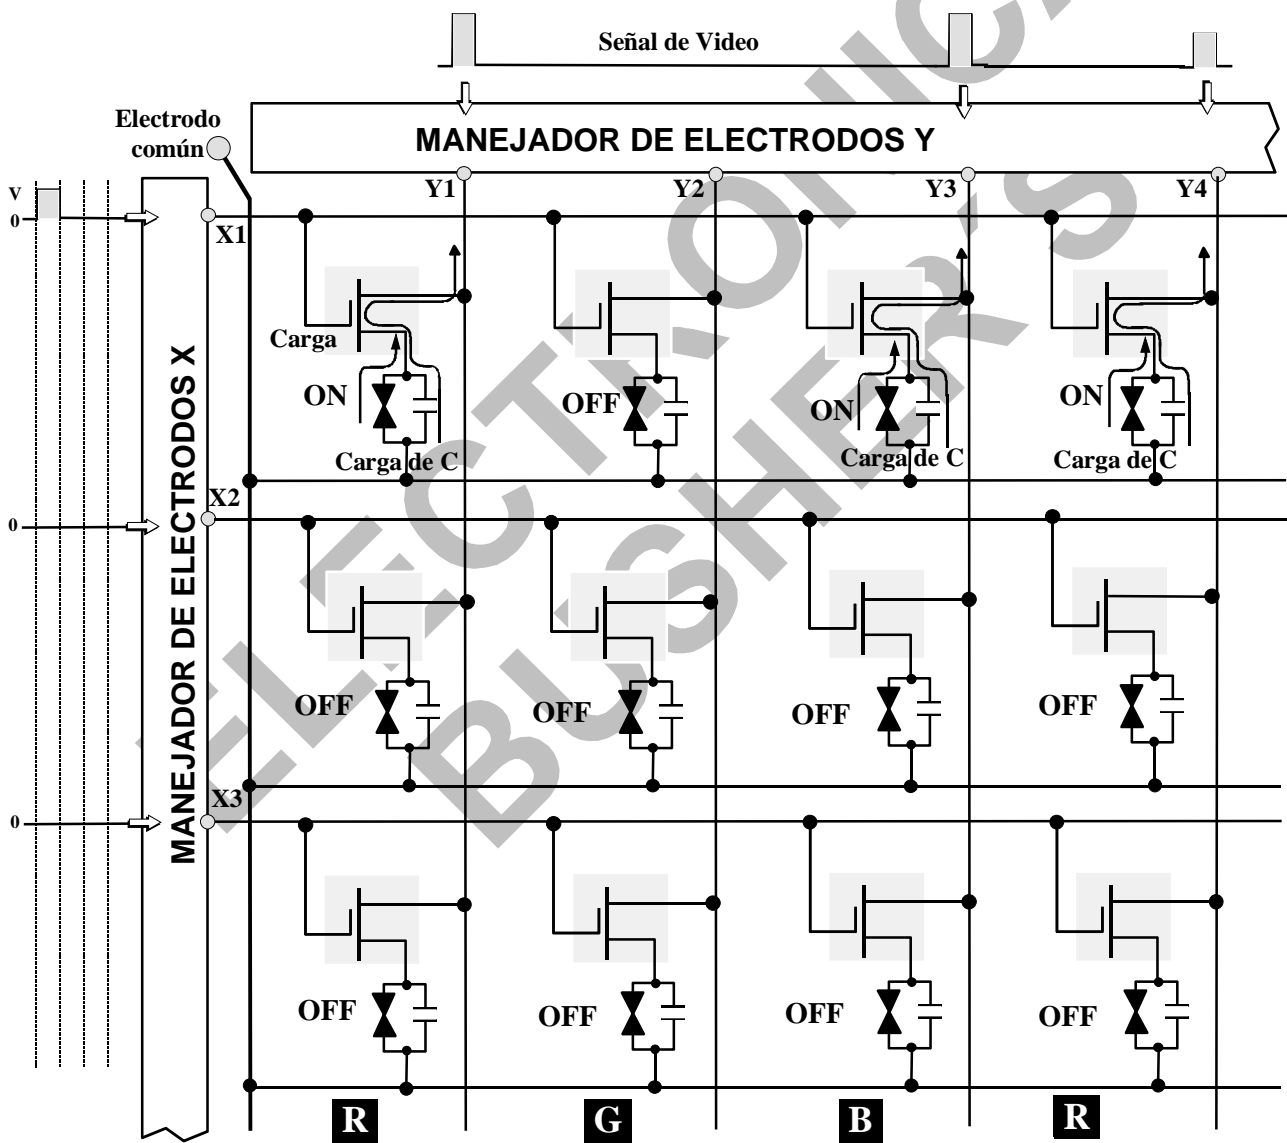 Señal de Video
Electrodo
común
MANEJADOR DE ELECTRODOS Y
V
0
Y1
Y2
Y3
Y4
X1
Carga
ON
OFF
ON
ON
Carga de C
Carga de C
Carga de C
MANEJADOR DE ELECTRODOS X
X2
0
OFF
OFF
OFF
OFF
X3
0
OFF
OFF
OFF
OFF
R
G
B
R
ELECTRONICA
BUSHER´S